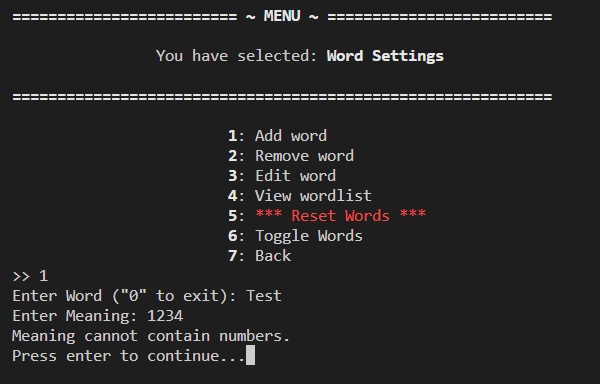 ========================= ~ MENU ~ =========================
You have selected: Word Settings
============================================================
1: Add word
2: Remove word
3: Edit word
4: View wordlist
5: *** Reset Words ***
6: Toggle Words
7: Back
>> 1
Enter Word ("0" to exit): Test
Enter Meaning: 1234
Meaning cannot contain numbers.
Press enter to continue...